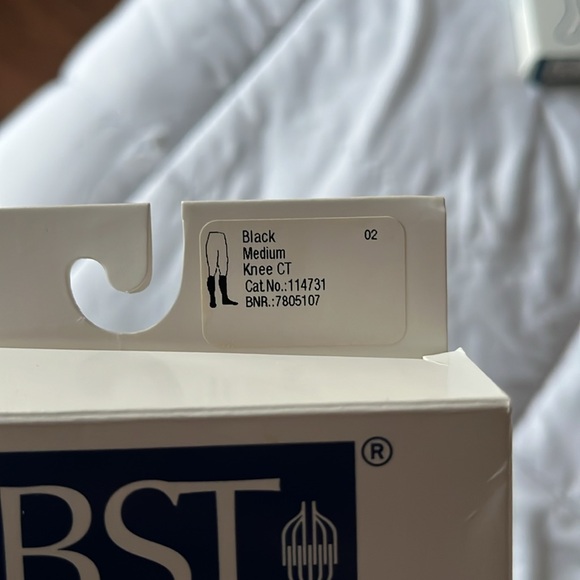 Black 02
Medium
Knee CT
Cat.No.:114731
BNR.:7805107
®
BST